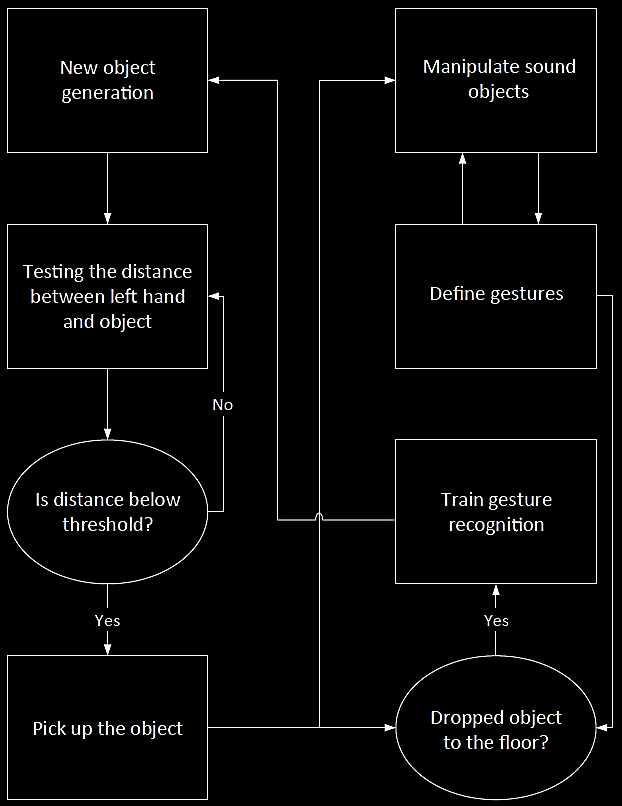 New object
generation
Testing the distance
between left hand
and object
No
Is distance below
threshold?
Yes
Pick up the object
Manipulate sound
objects
Define gestures
Train gesture
recognition
Yes
Dropped object
to the floor?